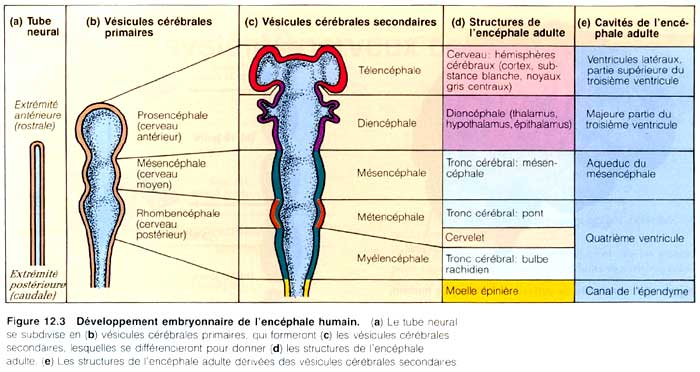 (a) Tube
neural
(b) Vésicules cérébrales
primaires
(c) Vésicules cérébrales secondaires
(d) Structures de
l'encéphale adulte
(e) Cavités de l'encé-
phale adulte
Extrémité
antérieure
(rostrale)
Extrémité
postérieure
(caudale)
Prosencéphale
(cerveau
antérieur)
Mésencéphale
(cerveau
moyen)
Rhombencéphale
(cerveau
postérieur)
Télencéphale
Diencéphale
Mésencéphale
Métencéphale
Myélencéphale
Cerveau: hémisphères
cérébraux (cortex, sub-
stance blanche, noyaux
gris centraux)
Diencéphale (thalamus,
hypothalamus, épithalamus)
Tronc cérébral: mésen-
céphale
Tronc cérébral: pont
Cervelet
Tronc cérébral: bulbe
rachidien
Moelle épinière
Ventricules latéraux,
partie supérieure du
troisième ventricule
Majeure partie du
troisième ventricule
Aqueduc du
mésencéphale
Quatrième ventricule
Canal de l'épendyme
Figure 12.3 Développement embryonnaire de l'encéphale humain. (a) Le tube neural
se subdivise en (b) vésicules cérébrales primaires, qui formeront (c) les vésicules cérébrales
secondaires, lesquelles se différencieront pour donner (d) les structures de l'encéphale
adulte. (e) Les structures de l'encéphale adulte dérivées des vésicules cérébrales secondaires